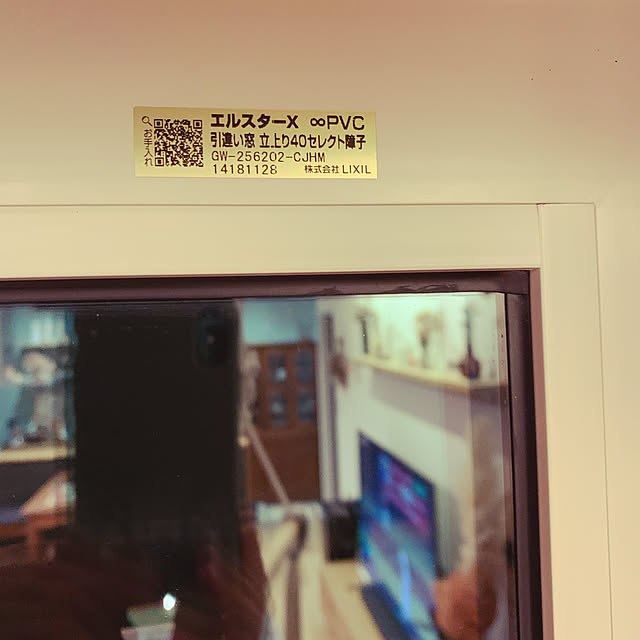 お手入れ
エルスターX ∞PVC
引違い窓 立上り40セレクト障子
GW-256202-CJHM
14181128 株式会社 LIXIL